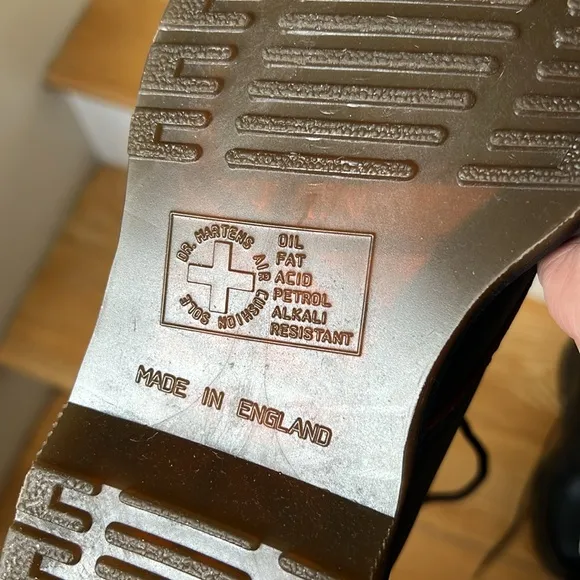 DR. MARTENS AIR CUSHION SOLE
OIL
FAT
ACID
PETROL
ALKALI
RESISTANT
MADE IN ENGLAND